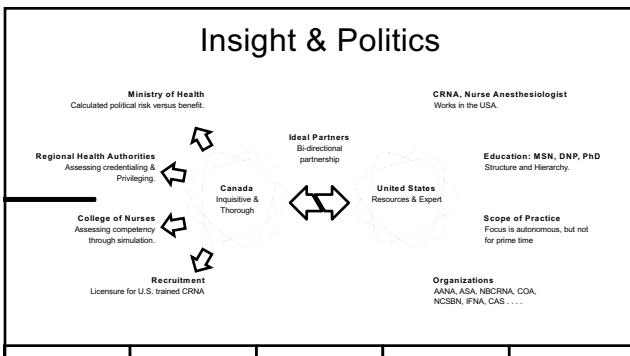 Insight & Politics
Ministry of Health
Calculated political risk versus benefit.
Regional Health Authorities
Assessing credentialing &
Privileging.
College of Nurses
Assessing competency
through simulation.
Recruitment
Licensure for U.S. trained CRNA
Canada
Inquisitive &
Thorough
Ideal Partners
Bi-directional
partnership
United States
Resources & Expert
CRNA, Nurse Anesthesiologist
Works in the USA.
Education: MSN, DNP, PhD
Structure and Hierarchy.
Scope of Practice
Focus is autonomous, but not
for prime time
Organizations
AANA, ASA, NBCRNA, COA,
NCSBN, IFNA, CAS . . . .